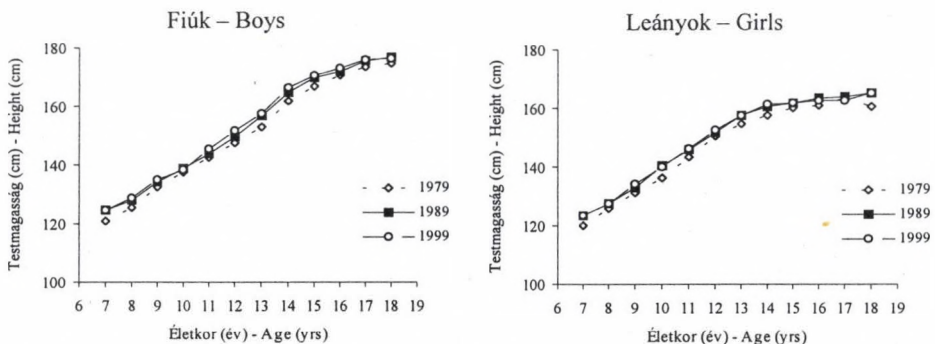 Fiúk – Boys
Testmagasság (cm) - Height (cm)
180
160
140
120
100
1979
1989
1999
6 7 8 9 10 11 12 13 14 15 16 17 18 19
Életkor (év) - Age (yrs)
Leányok – Girls
Testmagasság (cm) - Height (cm)
180
160
140
120
100
1979
1989
1999
6 7 8 9 10 11 12 13 14 15 16 17 18 19
Életkor (év) - Age (yrs)